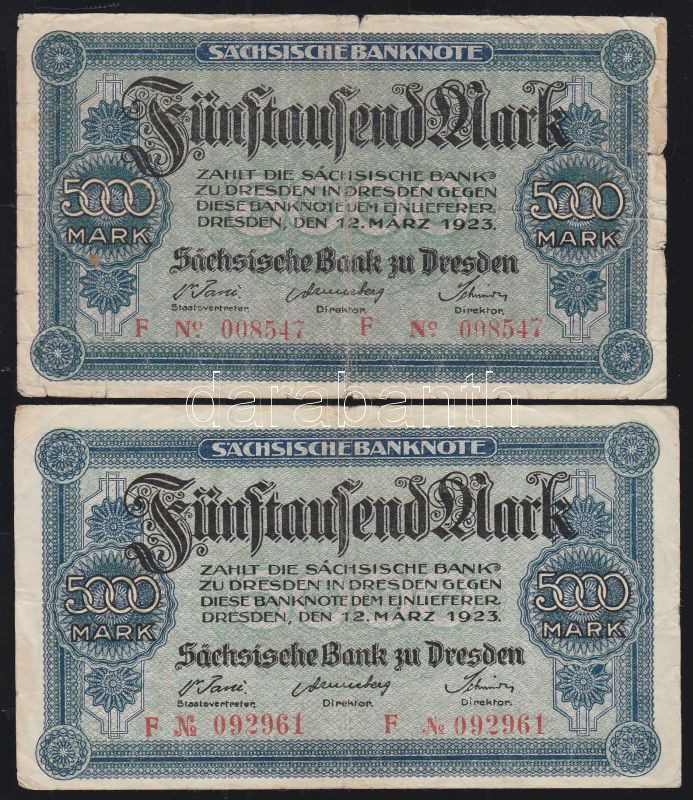 SÄCHSISCHE BANKNOTE
Fünftausend Mark
ZAHLT DIE SÄCHSISCHE BANK
ZU DRESDEN IN DRESDEN GEGEN
DIESE BANKNOTE DEM EINLIEFERER.
DRESDEN, DEN 12. MÄRZ 1923.
5000 MARK
5000 MARK
Sächsische Bank zu Dresden
Staatsvertreter. Direktor. Direktor.
F No 008547 F No 008547
darabanth
SÄCHSISCHE BANKNOTE
Fünftausend Mark
ZAHLT DIE SÄCHSISCHE BANK
ZU DRESDEN IN DRESDEN GEGEN
DIESE BANKNOTE DEM EINLIEFERER.
DRESDEN, DEN 12. MÄRZ 1923.
5000 MARK
5000 MARK
Sächsische Bank zu Dresden
Staatsvertreter. Direktor. Direktor.
F № 092961 F № 092961